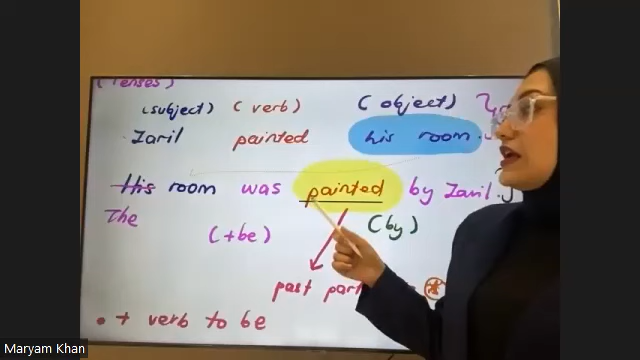 (Tenses)
(subject) (verb) (object)
Zaril painted his room.
His room was painted by Zaril.
The
(+be) (by)
past part
• + verb to be
Maryam Khan